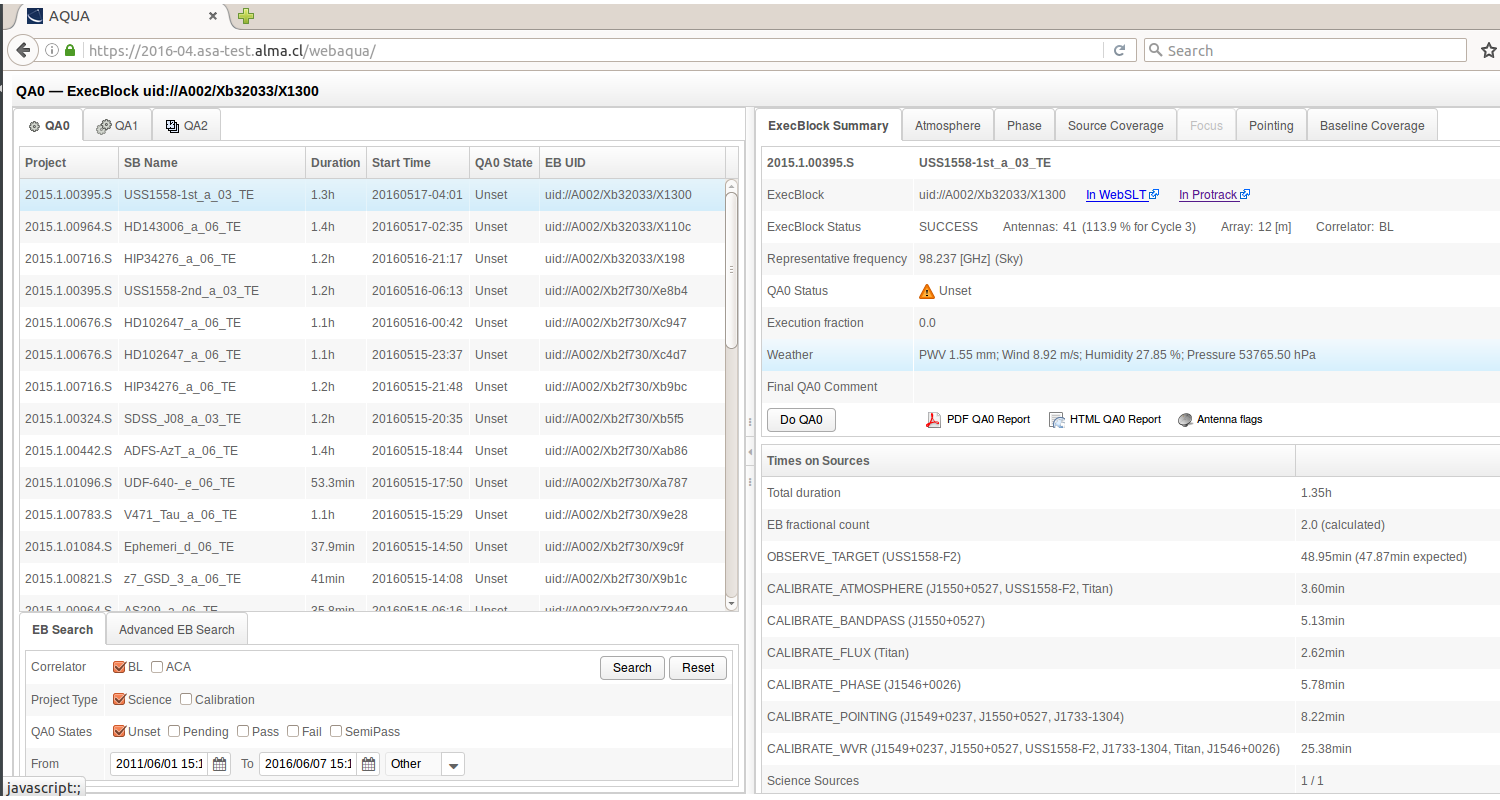 AQUA
https://2016-04.asa-test.alma.cl/webaqua/
Search
QA0 — ExecBlock uid://A002/Xb32033/X1300
QA0 QA1 QA2
Project SB Name Duration Start Time QA0 State EB UID
2015.1.00395.S USS1558-1st_a_03_TE 1.3h 20160517-04:01 Unset uid://A002/Xb32033/X1300
2015.1.00964.S HD143006_a_06_TE 1.4h 20160517-02:35 Unset uid://A002/Xb32033/X110c
2015.1.00716.S HIP34276_a_06_TE 1.2h 20160516-21:17 Unset uid://A002/Xb32033/X198
2015.1.00395.S USS1558-2nd_a_03_TE 1.2h 20160516-06:13 Unset uid://A002/Xb2f730/Xe8b4
2015.1.00676.S HD102647_a_06_TE 1.1h 20160516-00:42 Unset uid://A002/Xb2f730/Xc947
2015.1.00676.S HD102647_a_06_TE 1.1h 20160515-23:37 Unset uid://A002/Xb2f730/Xc4d7
2015.1.00716.S HIP34276_a_06_TE 1.2h 20160515-21:48 Unset uid://A002/Xb2f730/Xb9bc
2015.1.00324.S SDSS_J08_a_03_TE 1.2h 20160515-20:35 Unset uid://A002/Xb2f730/Xb5f5
2015.1.00442.S ADFS-AzT_a_06_TE 1.4h 20160515-18:44 Unset uid://A002/Xb2f730/Xab86
2015.1.01096.S UDF-640-_e_06_TE 53.3min 20160515-17:50 Unset uid://A002/Xb2f730/Xa787
2015.1.00783.S V471_Tau_a_06_TE 1.1h 20160515-15:29 Unset uid://A002/Xb2f730/X9e28
2015.1.01084.S Ephemeri_d_06_TE 37.9min 20160515-14:50 Unset uid://A002/Xb2f730/X9c9f
2015.1.00821.S z7_GSD_3_a_06_TE 41min 20160515-14:08 Unset uid://A002/Xb2f730/X9b1c
2015.1.00964.S AS209_a_06_TE 35.8min 20160515-06:16 Unset uid://A002/Xb2f730/X7349
EB Search Advanced EB Search
Correlator BL ACA Search Reset
Project Type Science Calibration
QA0 States Unset Pending Pass Fail SemiPass
From 2011/06/01 15:1 To 2016/06/07 15:1 Other
javascript:;
ExecBlock Summary Atmosphere Phase Source Coverage Focus Pointing Baseline Coverage
2015.1.00395.S USS1558-1st_a_03_TE
ExecBlock uid://A002/Xb32033/X1300 In WebSLT In Protrack
ExecBlock Status SUCCESS Antennas: 41 (113.9 % for Cycle 3) Array: 12 [m] Correlator: BL
Representative frequency 98.237 [GHz] (Sky)
QA0 Status Unset
Execution fraction 0.0
Weather PWV 1.55 mm; Wind 8.92 m/s; Humidity 27.85 %; Pressure 53765.50 hPa
Final QA0 Comment
Do QA0 PDF QA0 Report HTML QA0 Report Antenna flags
Times on Sources
Total duration 1.35h
EB fractional count 2.0 (calculated)
OBSERVE_TARGET (USS1558-F2) 48.95min (47.87min expected)
CALIBRATE_ATMOSPHERE (J1550+0527, USS1558-F2, Titan) 3.60min
CALIBRATE_BANDPASS (J1550+0527) 5.13min
CALIBRATE_FLUX (Titan) 2.62min
CALIBRATE_PHASE (J1546+0026) 5.78min
CALIBRATE_POINTING (J1549+0237, J1550+0527, J1733-1304) 8.22min
CALIBRATE_WVR (J1549+0237, J1550+0527, USS1558-F2, J1733-1304, Titan, J1546+0026) 25.38min
Science Sources 1 / 1